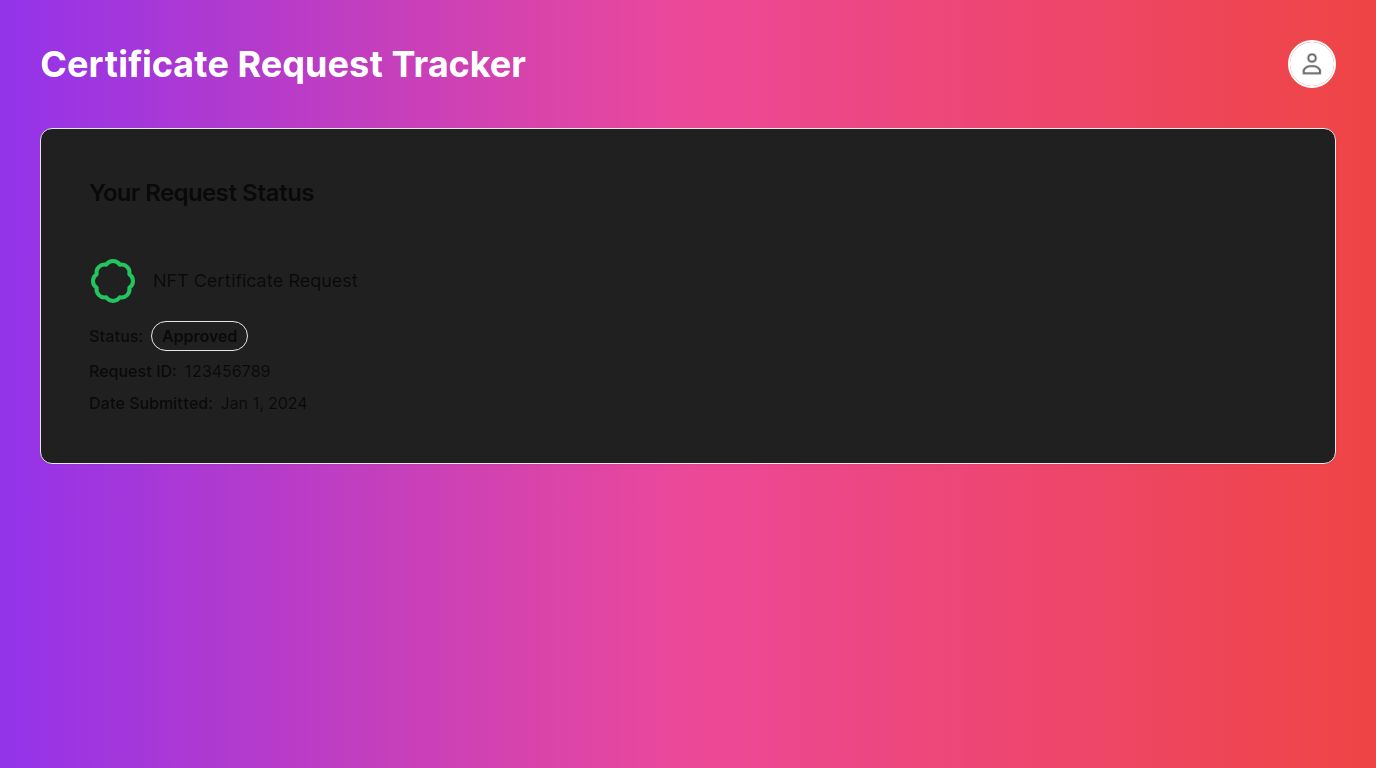 Certificate Request Tracker
Your Request Status
NFT Certificate Request
Status: Approved
Request ID: 123456789
Date Submitted: Jan 1, 2024